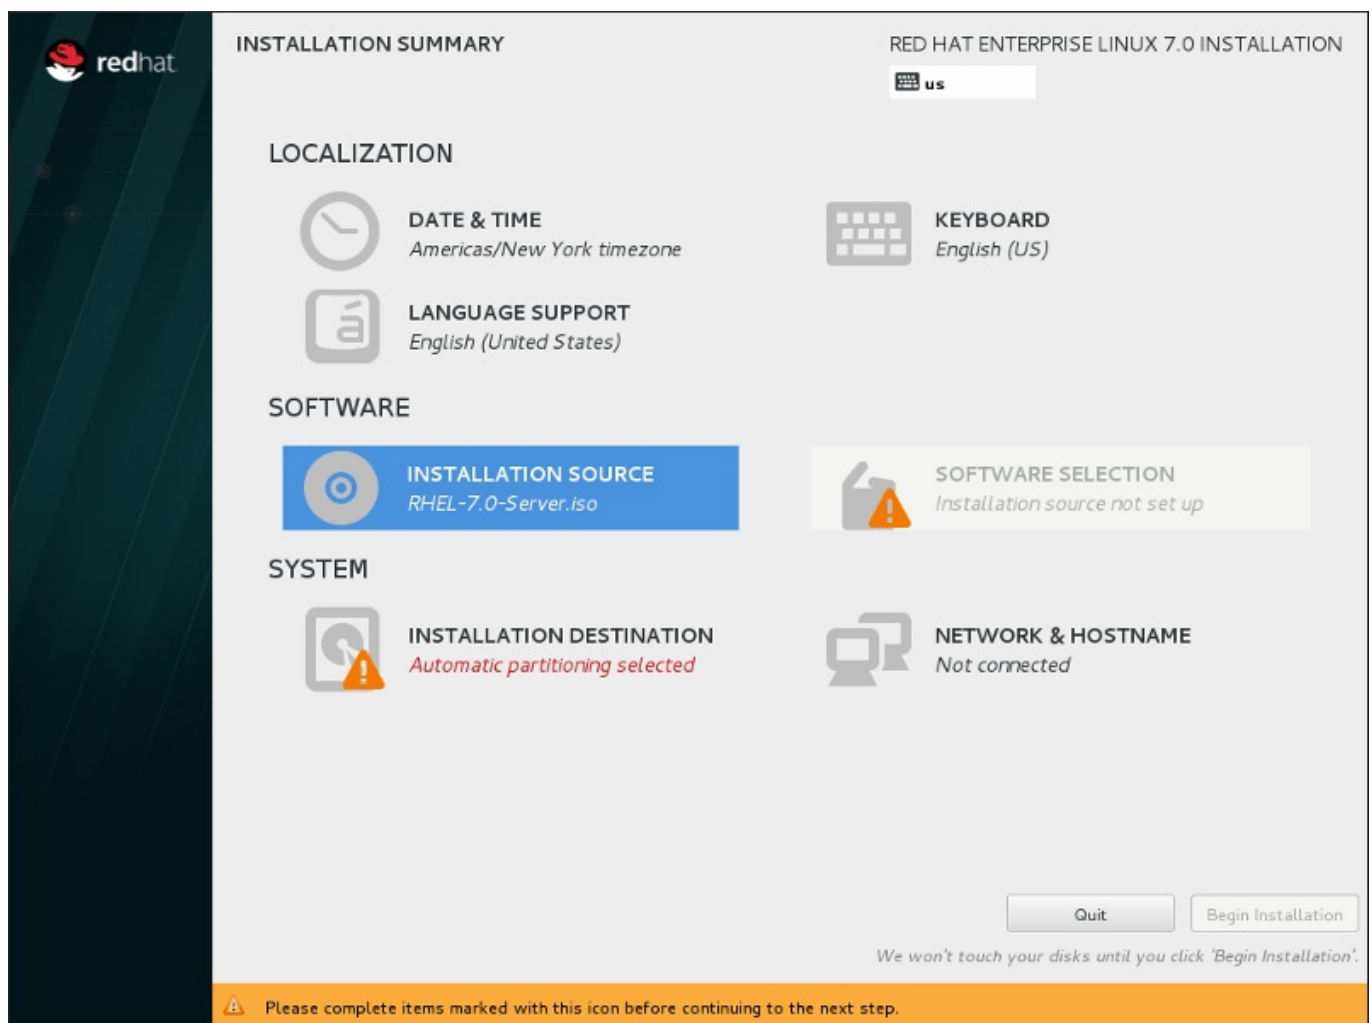 redhat
INSTALLATION SUMMARY
RED HAT ENTERPRISE LINUX 7.0 INSTALLATION
us
LOCALIZATION
DATE & TIME
Americas/New York timezone
KEYBOARD
English (US)
á
LANGUAGE SUPPORT
English (United States)
SOFTWARE
INSTALLATION SOURCE
RHEL-7.0-Server.iso
SOFTWARE SELECTION
Installation source not set up
SYSTEM
INSTALLATION DESTINATION
Automatic partitioning selected
NETWORK & HOSTNAME
Not connected
Quit
Begin Installation
We won't touch your disks until you click 'Begin Installation'.
Please complete items marked with this icon before continuing to the next step.